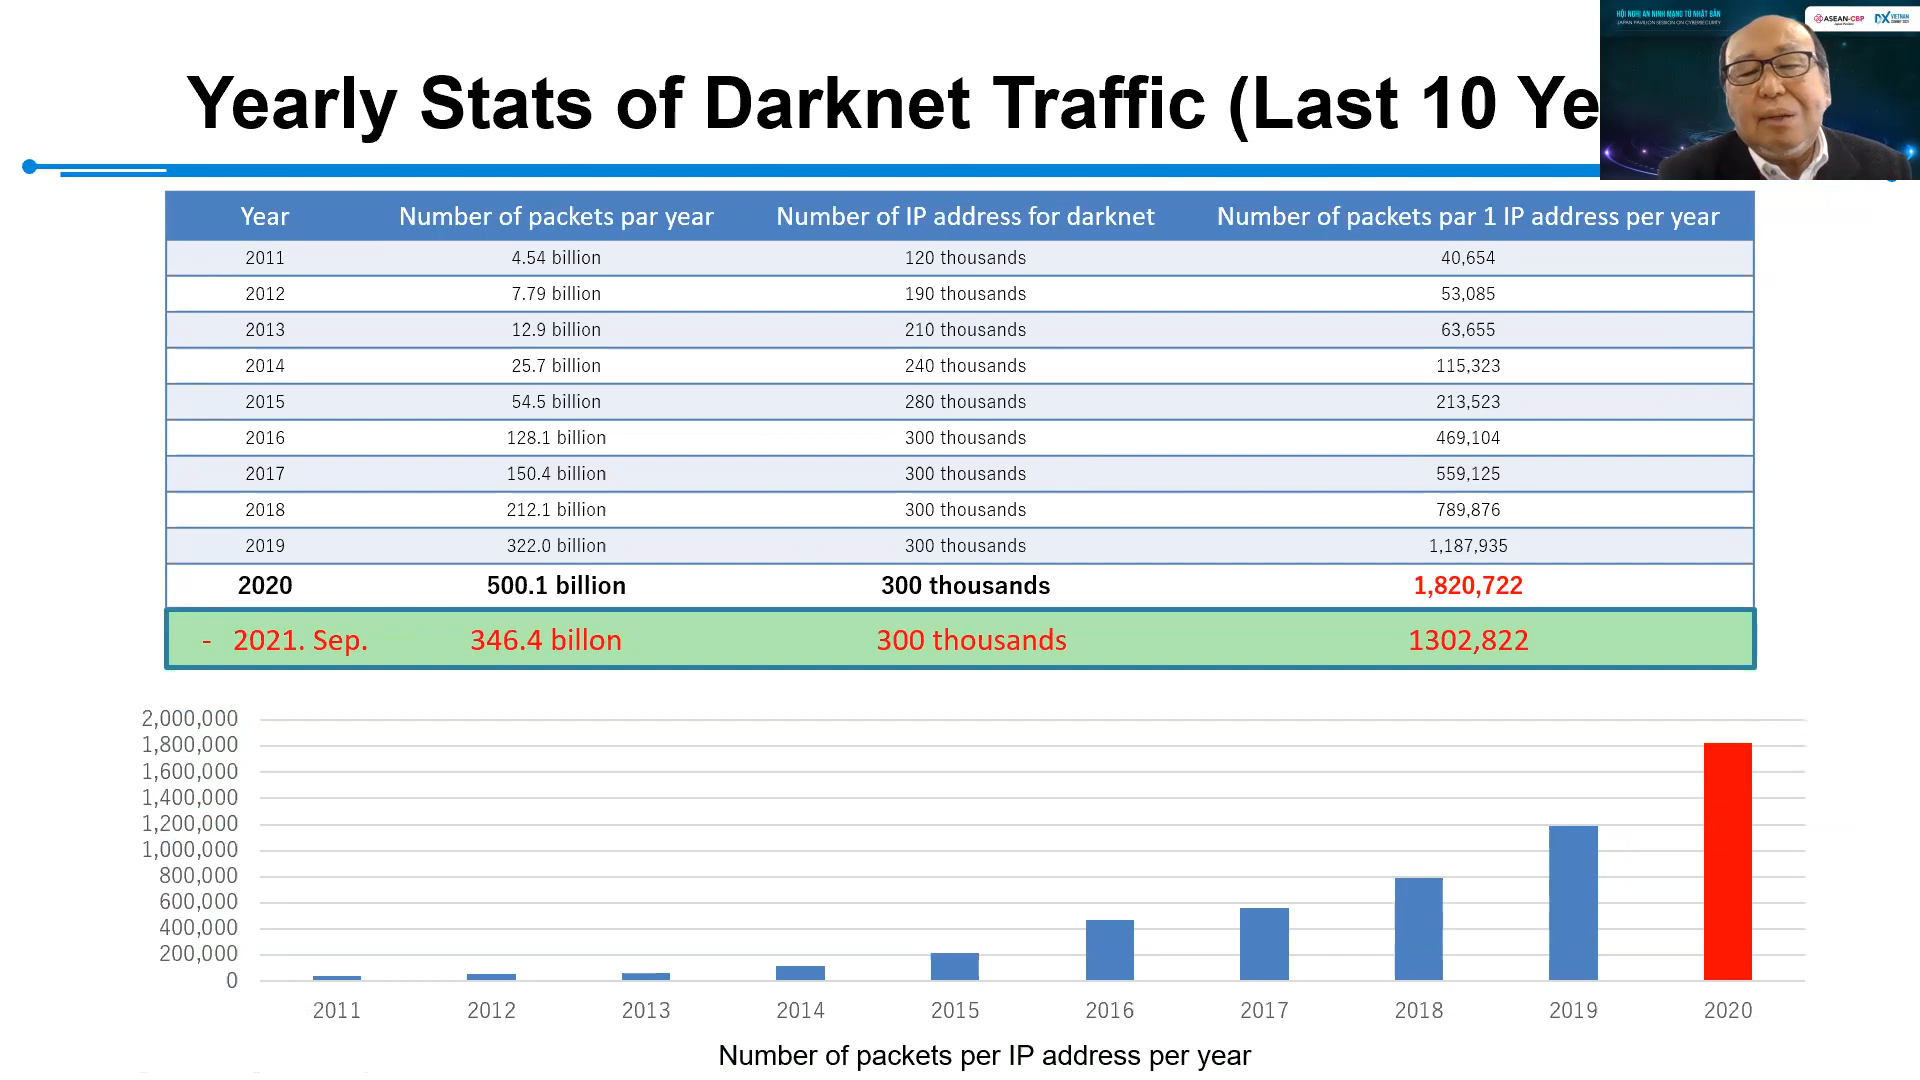 HỘI NGHỊ AN NINH MẠNG TỪ NHẬT BẢN
JAPAN PAVILION SESSION ON CYBERSECURITY
ASEAN-CBP
Japan Pavilion
DX VIETNAM
SUMMIT 2021
Yearly Stats of Darknet Traffic (Last 10 Ye
Year Number of packets par year Number of IP address for darknet Number of packets par 1 IP address per year
2011 4.54 billion 120 thousands 40,654
2012 7.79 billion 190 thousands 53,085
2013 12.9 billion 210 thousands 63,655
2014 25.7 billion 240 thousands 115,323
2015 54.5 billion 280 thousands 213,523
2016 128.1 billion 300 thousands 469,104
2017 150.4 billion 300 thousands 559,125
2018 212.1 billion 300 thousands 789,876
2019 322.0 billion 300 thousands 1,187,935
2020 500.1 billion 300 thousands 1,820,722
- 2021. Sep. 346.4 billon 300 thousands 1302,822
2,000,000
1,800,000
1,600,000
1,400,000
1,200,000
1,000,000
800,000
600,000
400,000
200,000
0
2011 2012 2013 2014 2015 2016 2017 2018 2019 2020
Number of packets per IP address per year